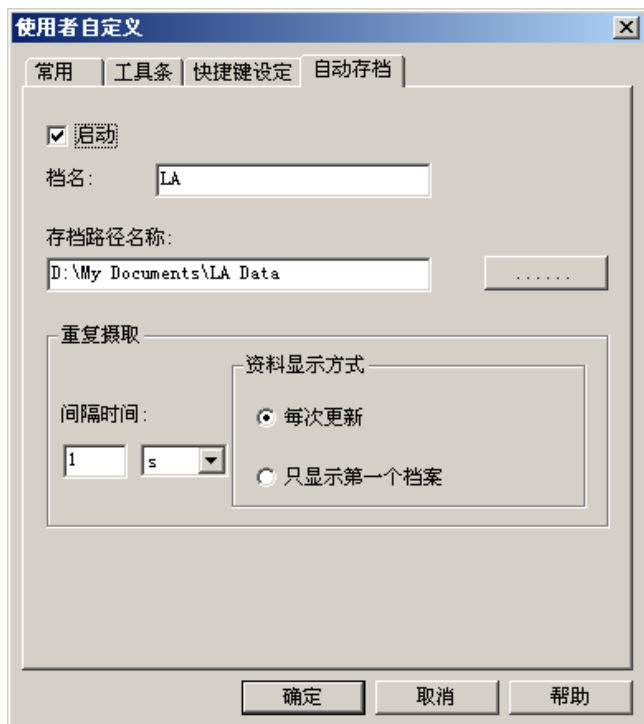 使用者自定义
常用 工具条 快捷键设定 自动存档
启动
档名: LA
存档路径名称:
D:\My Documents\LA Data ......
重复摄取
资料显示方式
间隔时间: 每次更新
1 s
只显示第一个档案
确定 取消 帮助